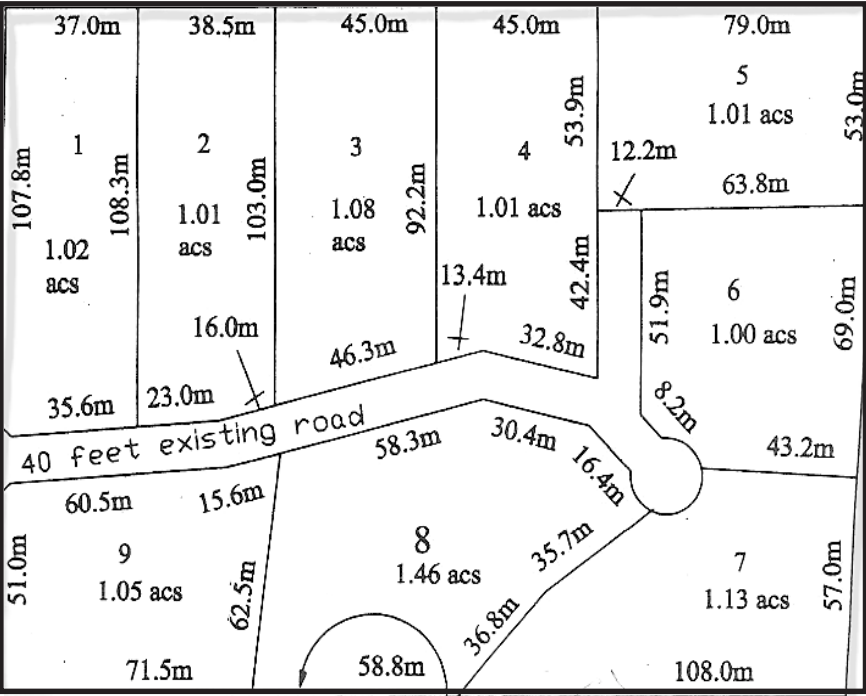 37.0m
38.5m
45.0m
45.0m
79.0m
1
107.8m
108.3m
1.02
acs
35.6m
2
1.01
acs
103.0m
16.0m
23.0m
3
1.08
acs
92.2m
46.3m
4
1.01 acs
53.9m
42.4m
13.4m
32.8m
5
1.01 acs
53.0m
12.2m
63.8m
6
1.00 acs
51.9m
69.0m
8.2m
43.2m
40 feet existing road
60.5m
15.6m
51.0m
9
1.05 acs
62.5m
71.5m
58.3m
30.4m
16.4m
8
1.46 acs
35.7m
36.8m
58.8m
7
1.13 acs
57.0m
108.0m